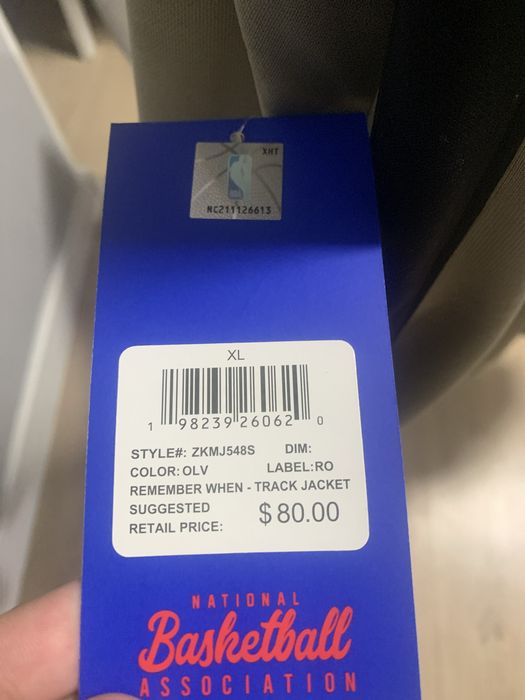 XHT
NC211126613
XL
1 98239 26062 0
STYLE#: ZKMJ548S DIM:
COLOR: OLV LABEL: RO
REMEMBER WHEN - TRACK JACKET
SUGGESTED
RETAIL PRICE: $80.00
NATIONAL
Basketball
ASSOCIATION